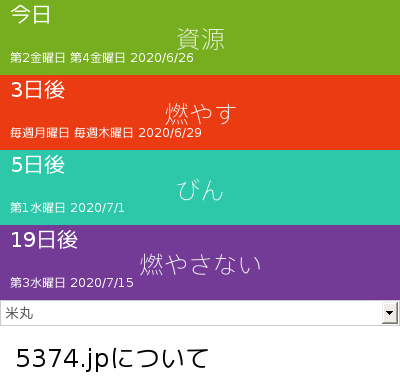 今日
資源
第2金曜日 第4金曜日 2020/6/26
3日後
燃やす
毎週月曜日 毎週木曜日 2020/6/29
5日後
びん
第1水曜日 2020/7/1
19日後
燃やさない
第3水曜日 2020/7/15
米丸
5374.jpについて